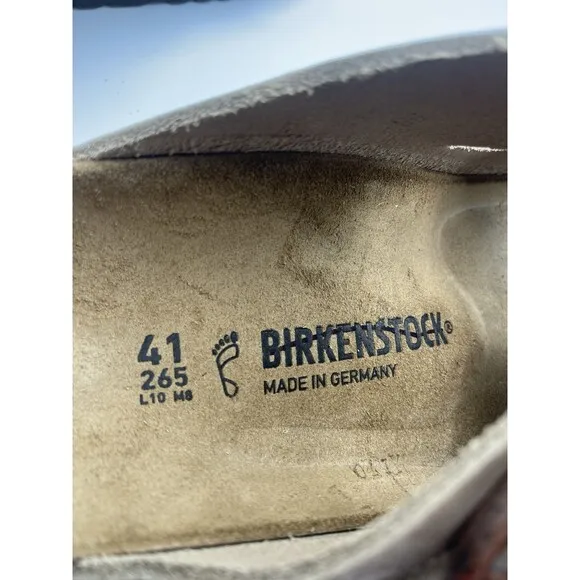 41
265
L10 M8
BIRKENSTOCK®
MADE IN GERMANY